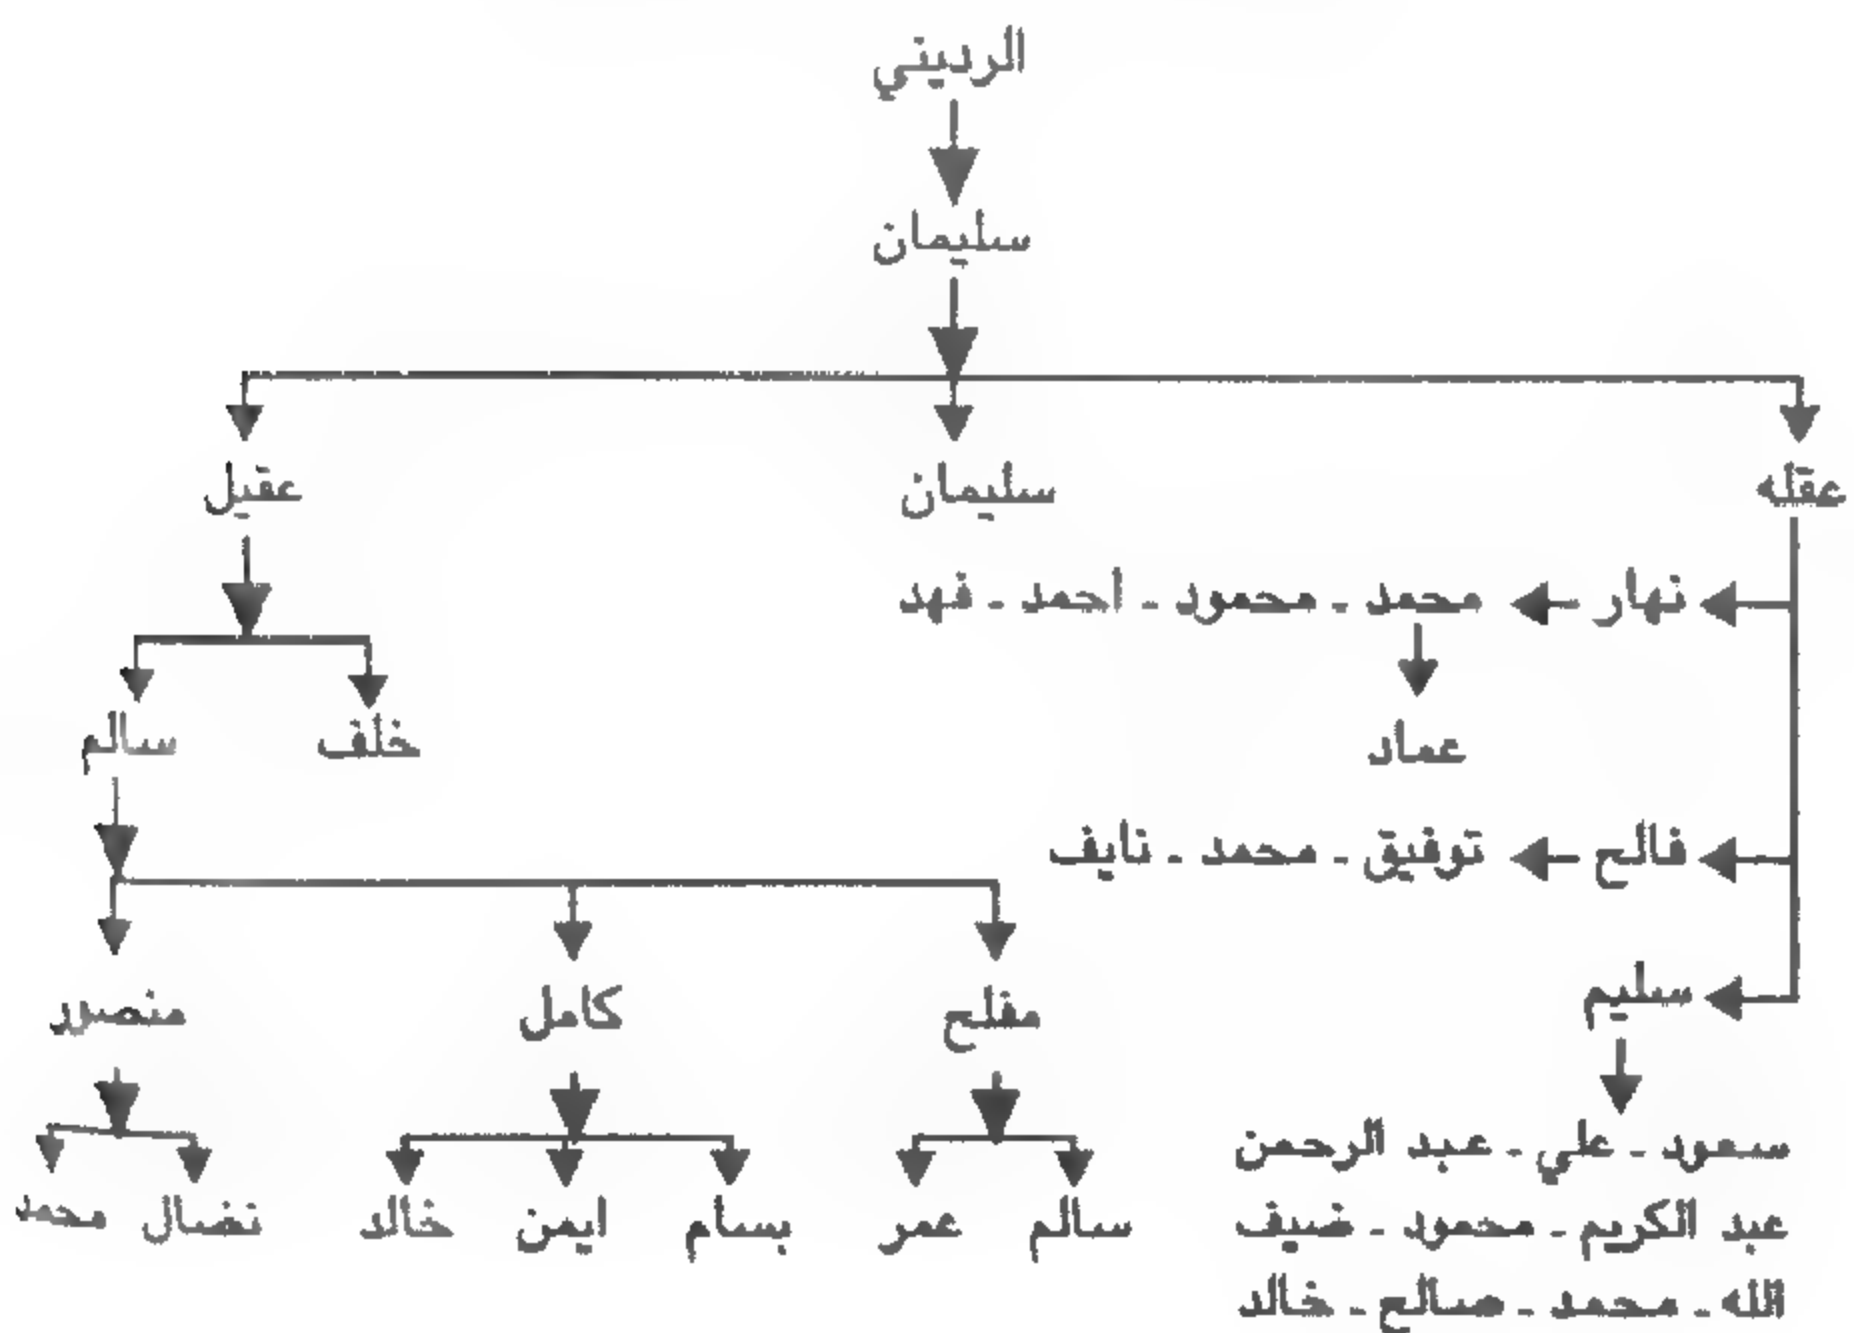 الرديني
سليمان
عقله سليمان عقيل
نهار محمد - محمود - احمد - فهد
عماد
خلف سالم
فالح توفيق - محمد - نايف
سليم
مفلح كامل منصور
سعود - علي - عبد الرحمن
عبد الكريم - محمود - ضيف
الله - محمد - صالح - خالد
سالم عمر بسام ايمن خالد نضال محمد